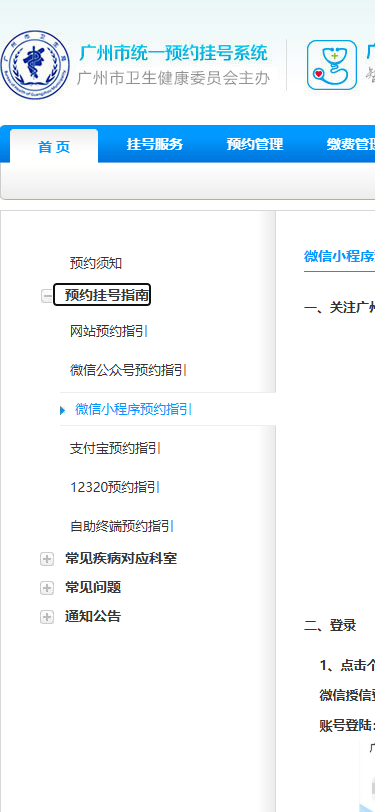 广州市统一预约挂号系统
广州市卫生健康委员会主办
首 页
挂号服务
预约管理
缴费管
预约须知
预约挂号指南
网站预约指引
微信公众号预约指引
微信小程序预约指引
支付宝预约指引
12320预约指引
自助终端预约指引
常见疾病对应科室
常见问题
通知公告
微信小程序
一、关注广
二、登录
1、点击个
微信授信
账号登陆: